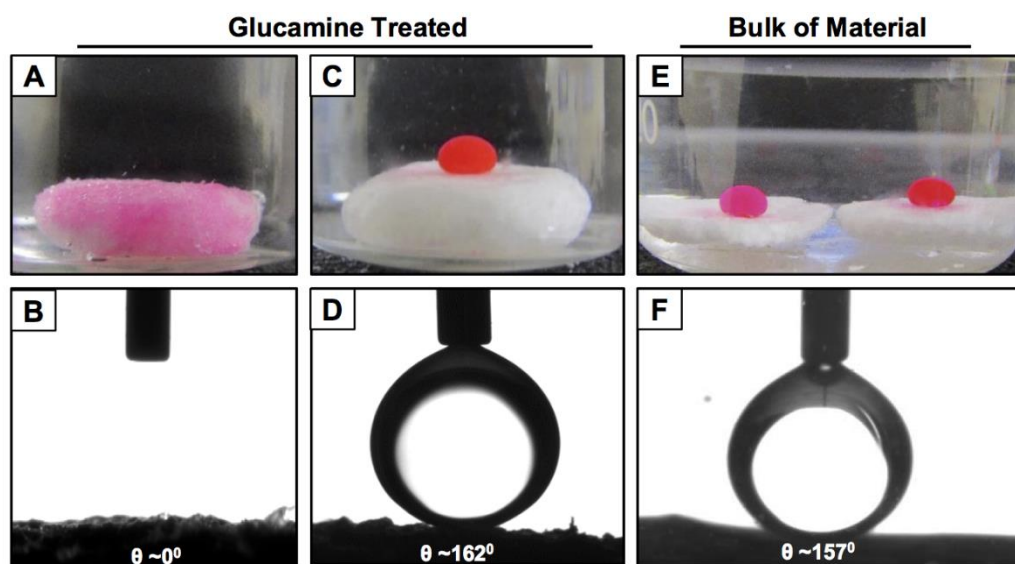 Glucamine Treated
Bulk of Material
A
C
E
B
D
F
θ ~0⁰
θ ~162⁰
θ ~157⁰